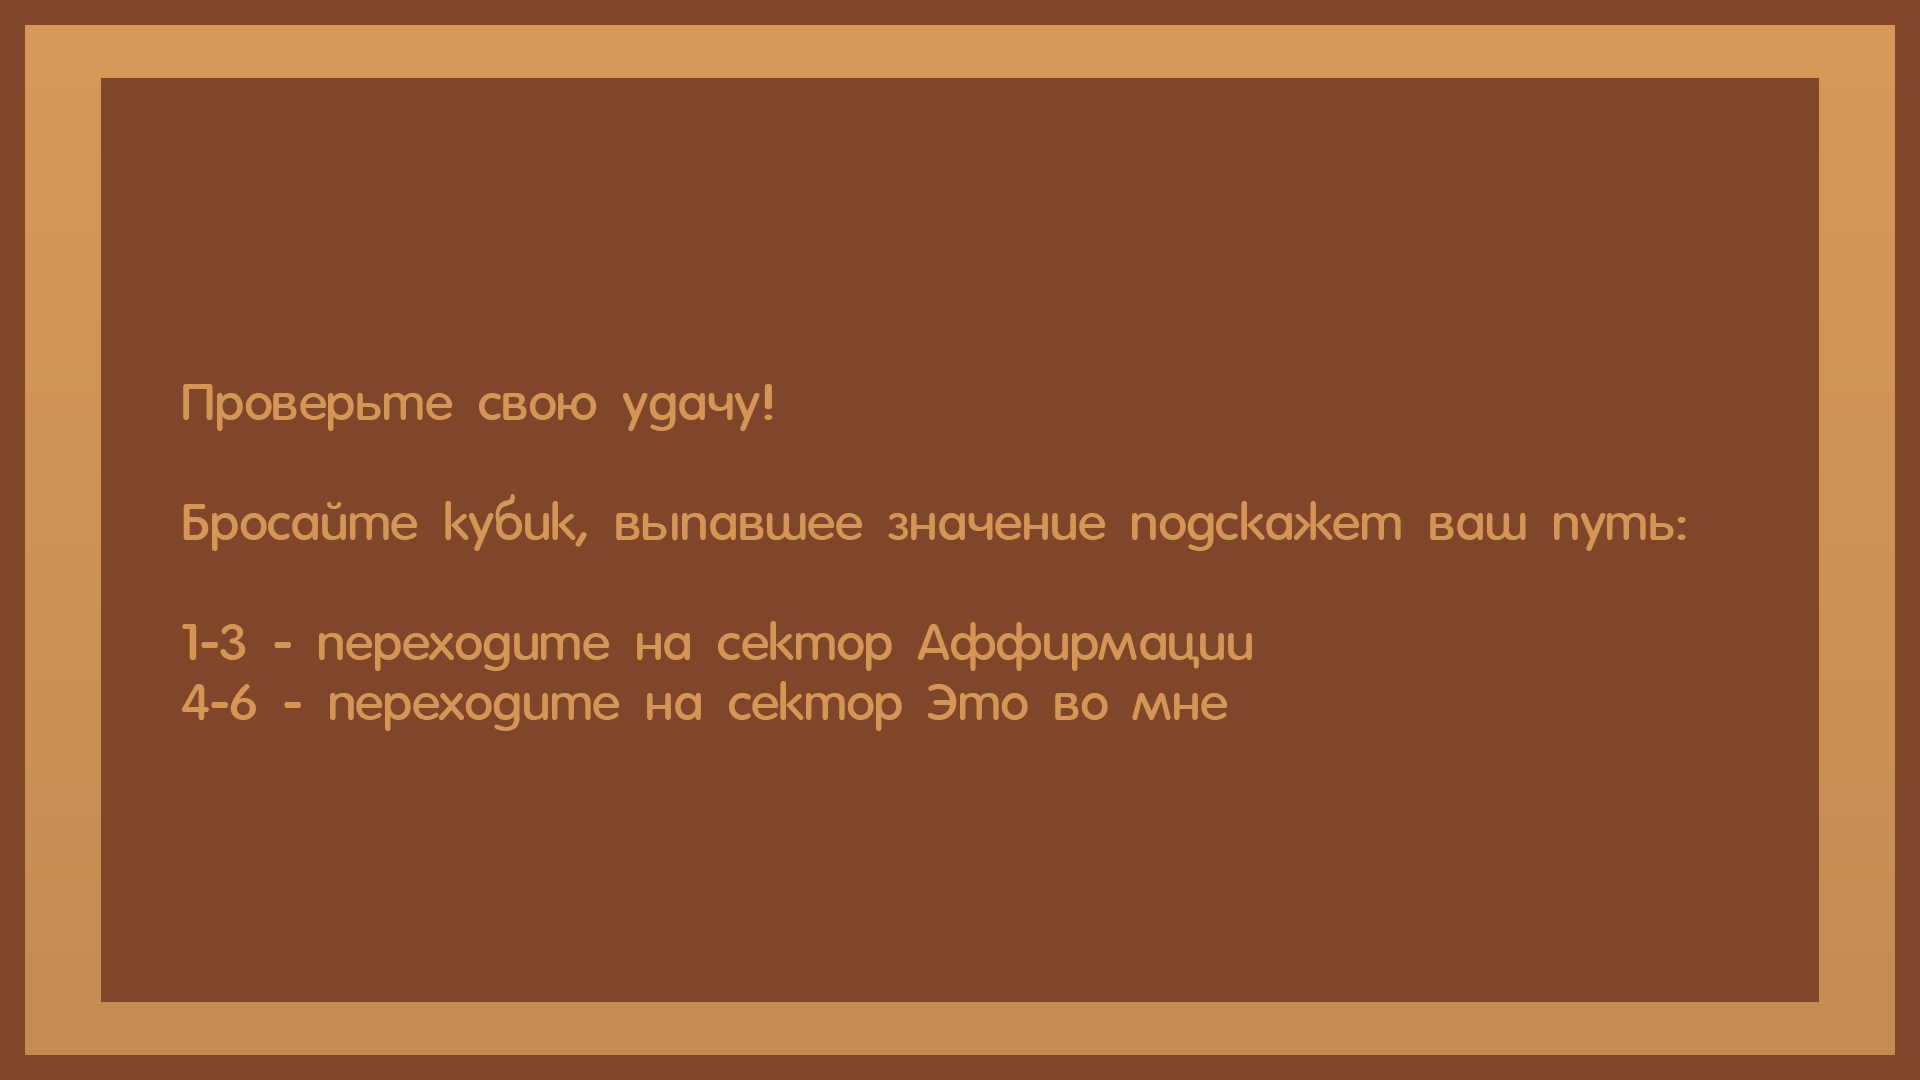 Проверьте свою удачу!
Бросайте кубик, выпавшее значение подскажет ваш путь:
1-3 - переходите на сектор Аффирмации
4-6 - переходите на сектор Это во мне